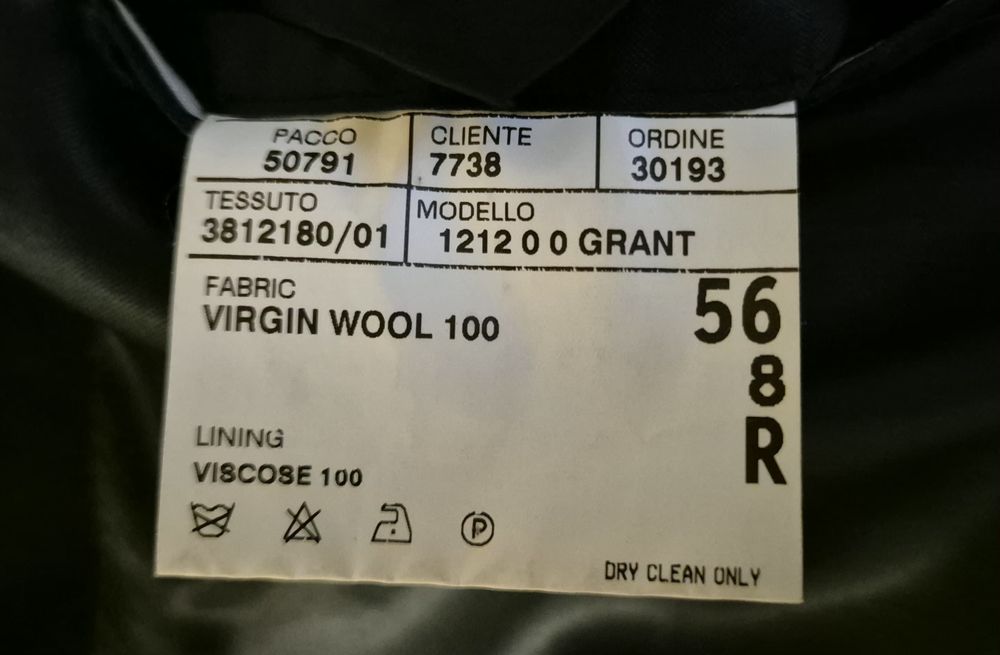 PACCO CLIENTE ORDINE
50791 7738 30193
TESSUTO MODELLO
3812180/01 1212 0 0 GRANT
FABRIC
VIRGIN WOOL 100
56
8
R
LINING
VISCOSE 100
P
DRY CLEAN ONLY